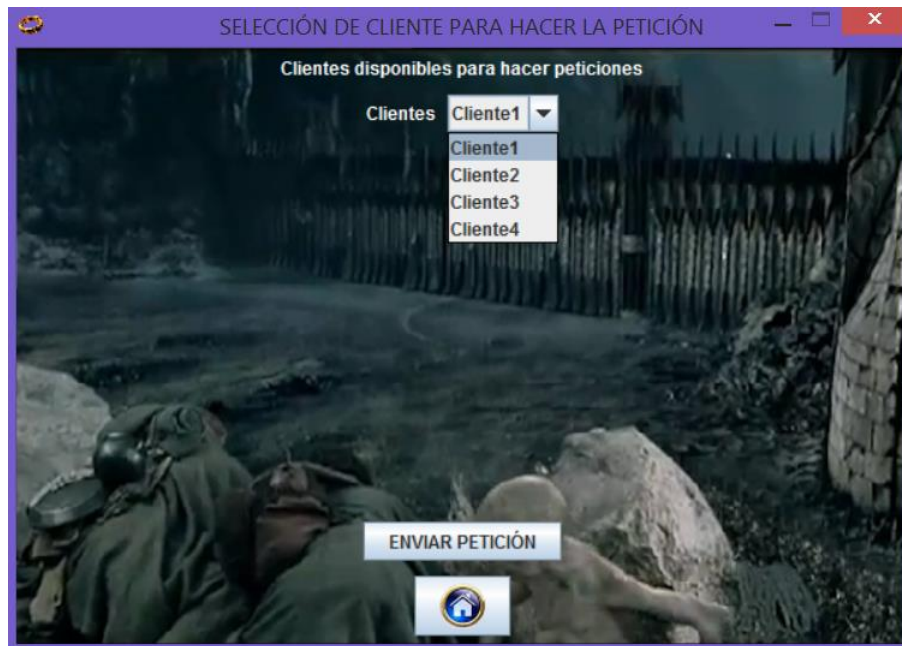 SELECCIÓN DE CLIENTE PARA HACER LA PETICIÓN
Clientes disponibles para hacer peticiones
Clientes Cliente1
Cliente1
Cliente2
Cliente3
Cliente4
ENVIAR PETICIÓN